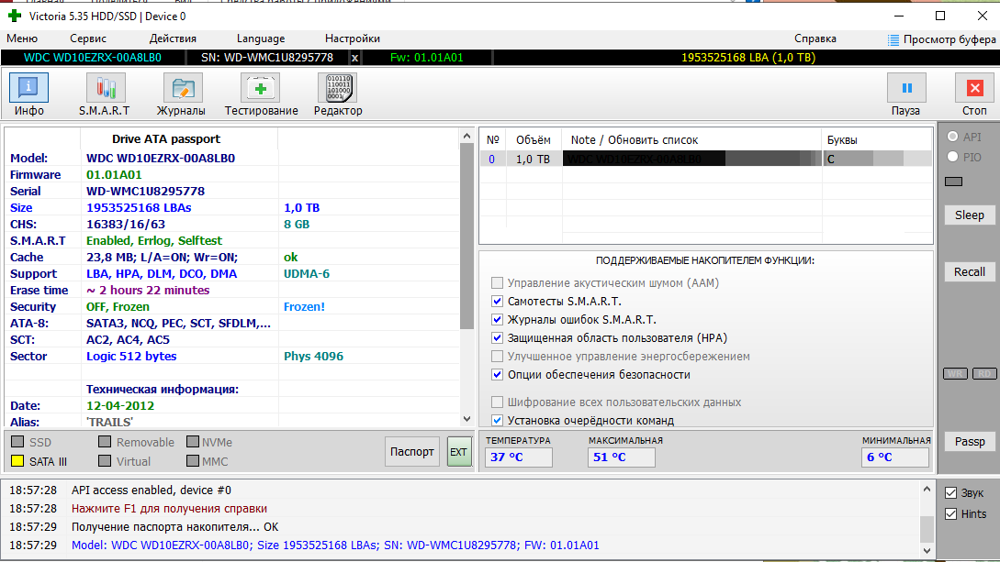 Victoria 5.35 HDD/SSD | Device 0
Меню Сервис Действия Language Настройки Справка Просмотр буфера
WDC WD10EZRX-00A8LB0 SN: WD-WMC1U8295778 x Fw: 01.01A01 1953525168 LBA (1,0 TB)
Инфо S.M.A.R.T Журналы Тестирование Редактор Пауза Стоп
Drive ATA passport
Model: WDC WD10EZRX-00A8LB0
Firmware 01.01A01
Serial WD-WMC1U8295778
Size 1953525168 LBAs 1,0 TB
CHS: 16383/16/63 8 GB
S.M.A.R.T Enabled, Errlog, Selftest
Cache 23,8 MB; L/A=ON; Wr=ON; ok
Support LBA, HPA, DLM, DCO, DMA UDMA-6
Erase time ~ 2 hours 22 minutes
Security OFF, Frozen Frozen!
ATA-8: SATA3, NCQ, PEC, SCT, SFDLM,...
SCT: AC2, AC4, AC5
Sector Logic 512 bytes Phys 4096
Техническая информация:
Date: 12-04-2012
Alias: 'TRAILS'
SSD Removable NVMe
SATA III Virtual MMC
Паспорт EXT
№ Объём Note / Обновить список Буквы
0 1,0 TB WDC WD10EZRX-00A8LB0 C
ПОДДЕРЖИВАЕМЫЕ НАКОПИТЕЛЕМ ФУНКЦИИ:
Управление акустическим шумом (AAM)
Самотесты S.M.A.R.T.
Журналы ошибок S.M.A.R.T.
Защищенная область пользователя (HPA)
Улучшенное управление энергосбережением
Опции обеспечения безопасности
Шифрование всех пользовательских данных
Установка очерёдности команд
ТЕМПЕРАТУРА МАКСИМАЛЬНАЯ МИНИМАЛЬНАЯ
37 °C 51 °C 6 °C
API
PIO
Sleep
Recall
WR RD
Passp
18:57:28 API access enabled, device #0
18:57:28 Нажмите F1 для получения справки
18:57:29 Получение паспорта накопителя... OK
18:57:29 Model: WDC WD10EZRX-00A8LB0; Size 1953525168 LBAs; SN: WD-WMC1U8295778; FW: 01.01A01
Звук
Hints